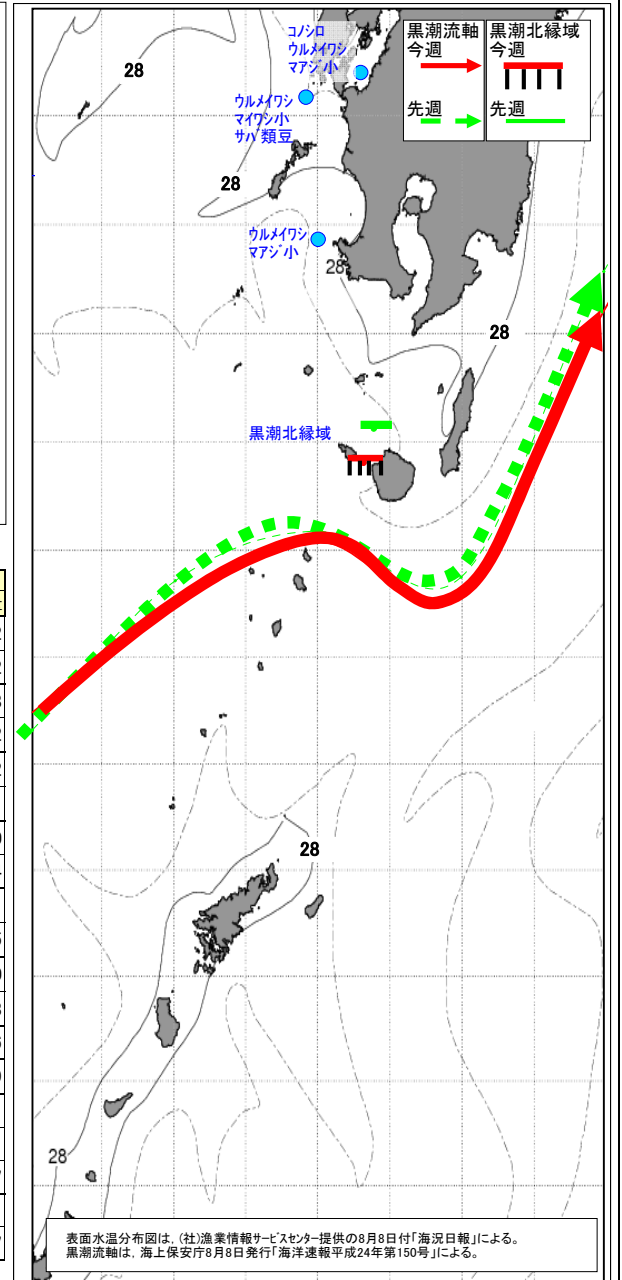 コノシロ
ウルメイワシ
マアジ小
黒潮流軸
今週
先週
黒潮北縁域
今週
先週
28
ウルメイワシ
マイワシ小
サバ類豆
28
ウルメイワシ
マアジ小
28
28
黒潮北縁域
28
28
表面水温分布図は、(社)漁業情報サービスセンター提供の8月8日付「海況日報」による。
黒潮流軸は、海上保安庁8月8日発行「海洋速報平成24年第150号」による。